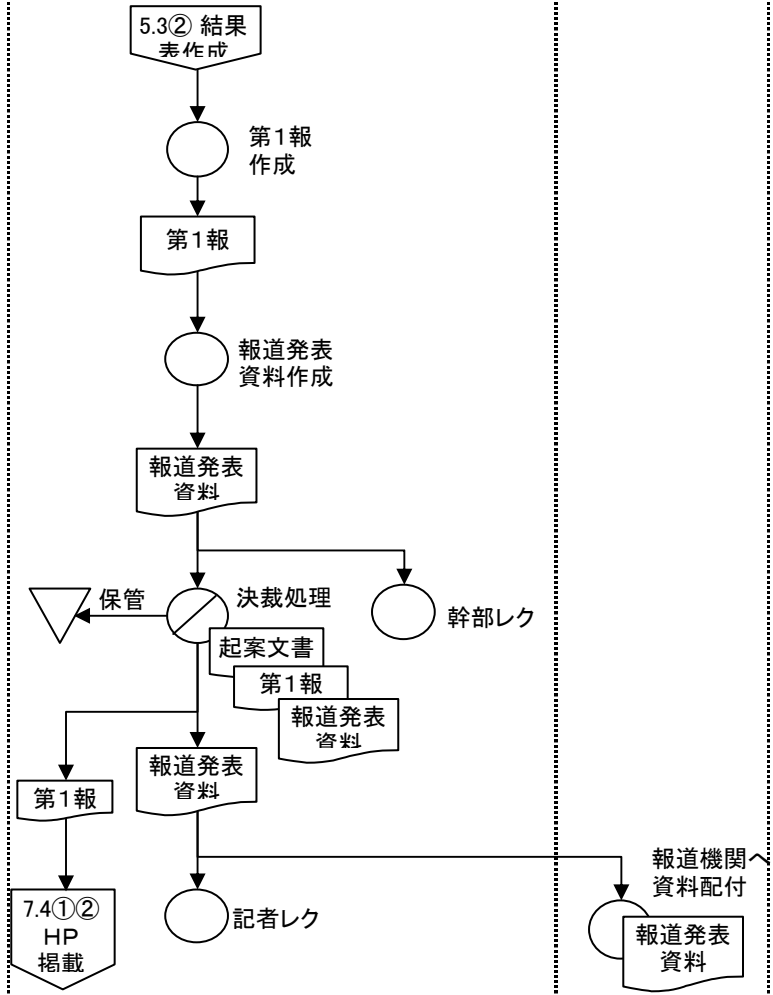 5.3② 結果
表作成
第１報
作成
第１報
報道発表
資料作成
報道発表
資料
保管
決裁処理
幹部レク
起案文書
第１報
報道発表
資料
報道発表
資料
第１報
報道機関へ
資料配付
7.4①②
ＨＰ
掲載
記者レク
報道発表
資料